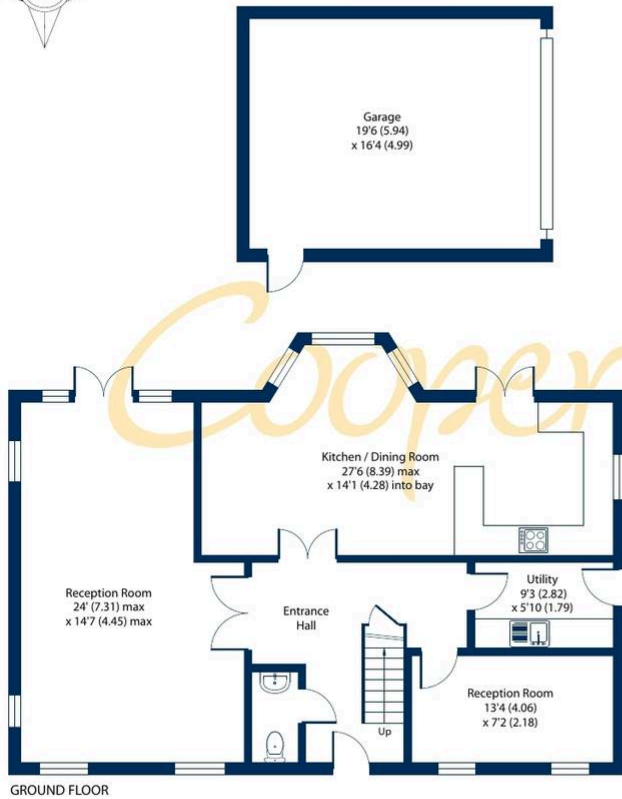 Garage
19'6 (5.94)
x 16'4 (4.99)
Cooper
Kitchen / Dining Room
27'6 (8.39) max
x 14'1 (4.28) into bay
Reception Room
24' (7.31) max
x 14'7 (4.45) max
Entrance
Hall
Utility
9'3 (2.82)
x 5'10 (1.79)
Reception Room
13'4 (4.06)
x 7'2 (2.18)
Up
GROUND FLOOR